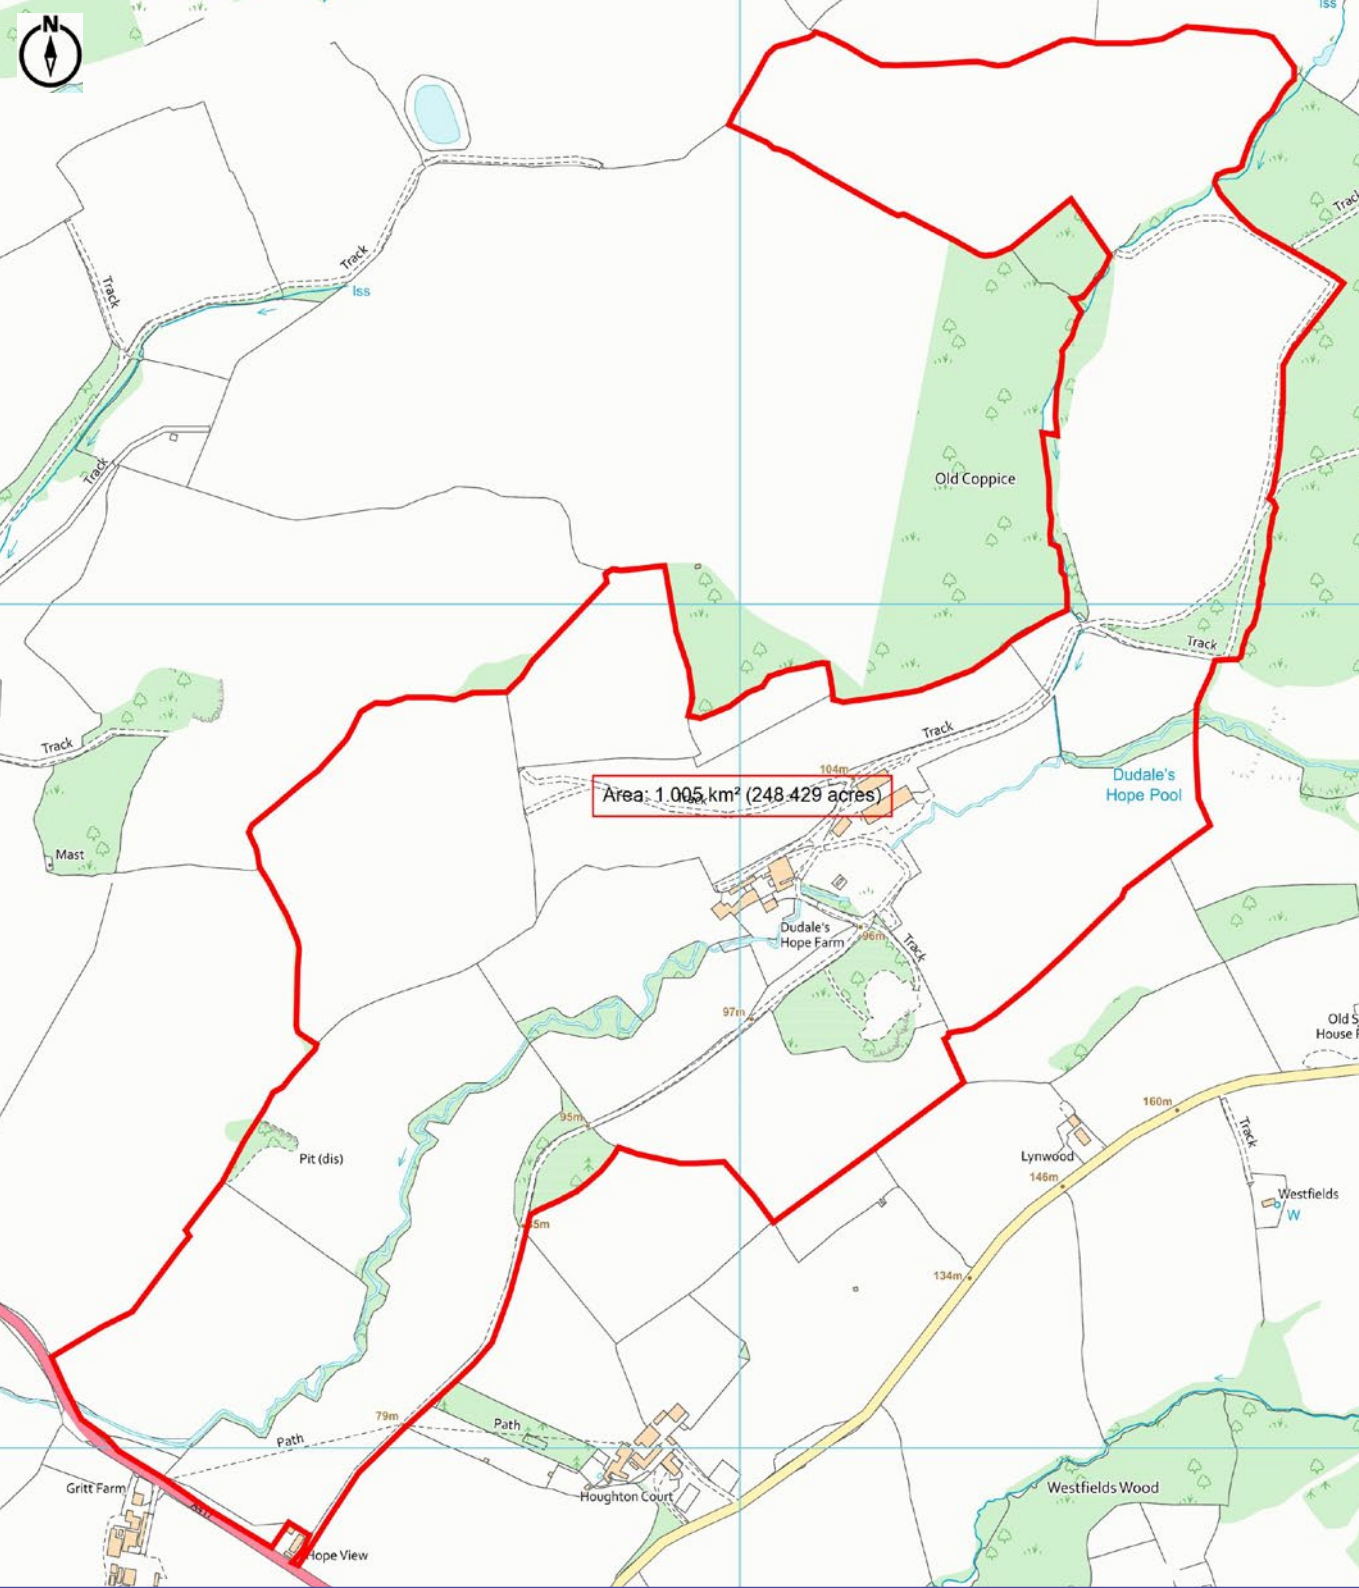 N
Iss
Track
Track
Track
Iss
Track
Old Coppice
Track
Track
Track
104m
Dudale's
Hope Pool
Area: 1.005 km² (248.429 acres)
Track
Mast
Dudale's
Hope Farm
96m
Track
97m
Old S
House F
160m
95m
Track
Pit (dis)
Lynwood
146m
Westfields
W
134m
79m
Path
Path
Westfields Wood
Gritt Farm
Houghton Court
Hope View